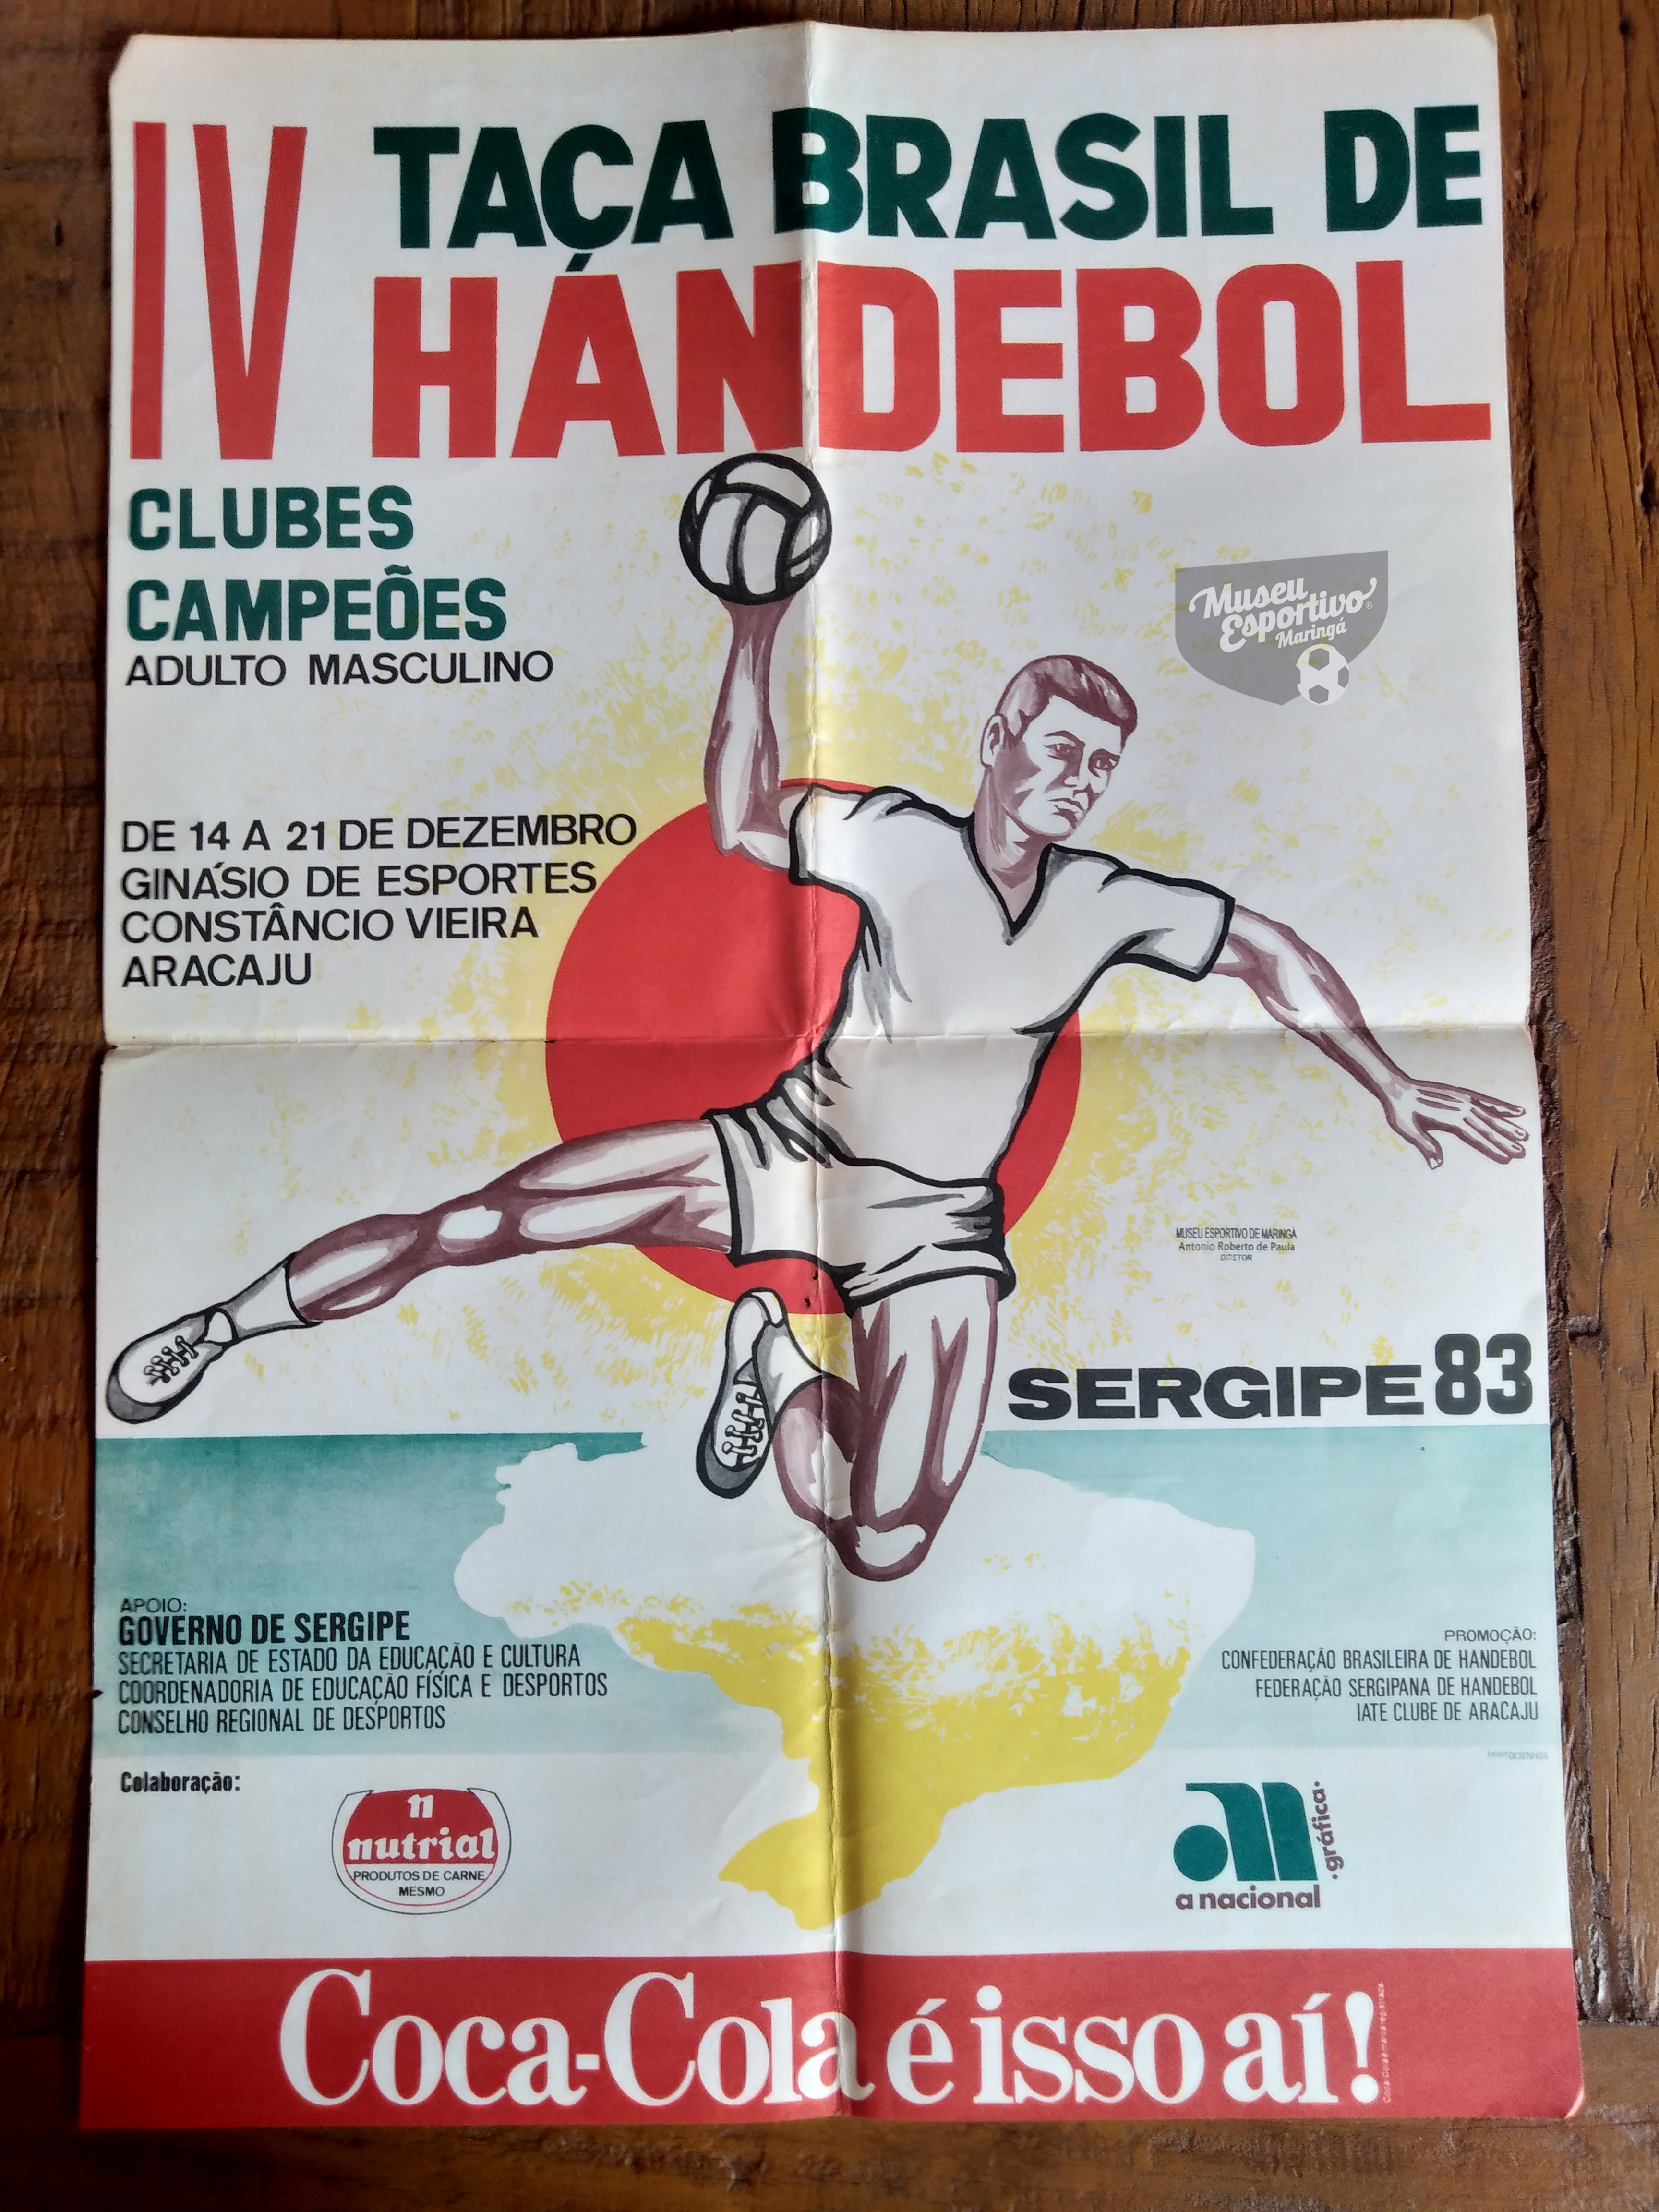 IV TAÇA BRASIL DE
HÁNDEBOL
CLUBES
CAMPEÕES
ADULTO MASCULINO
Museu
Esportivo®
Maringá
DE 14 A 21 DE DEZEMBRO
GINÁSIO DE ESPORTES
CONSTÂNCIO VIEIRA
ARACAJU
MUSEU ESPORTIVO DE MARINGÁ
Antonio Roberto de Paula
DIRETOR
SERGIPE 83
APOIO:
GOVERNO DE SERGIPE
SECRETARIA DE ESTADO DA EDUCAÇÃO E CULTURA
COORDENADORIA DE EDUCAÇÃO FÍSICA E DESPORTOS
CONSELHO REGIONAL DE DESPORTOS
PROMOÇÃO:
CONFEDERAÇÃO BRASILEIRA DE HANDEBOL
FEDERAÇÃO SERGIPANA DE HANDEBOL
IATE CLUBE DE ARACAJU
DESENHOS
Colaboração:
n
nutrial
PRODUTOS DE CARNE
MESMO
a nacional
·gráfica·
Coca-Cola é isso aí!